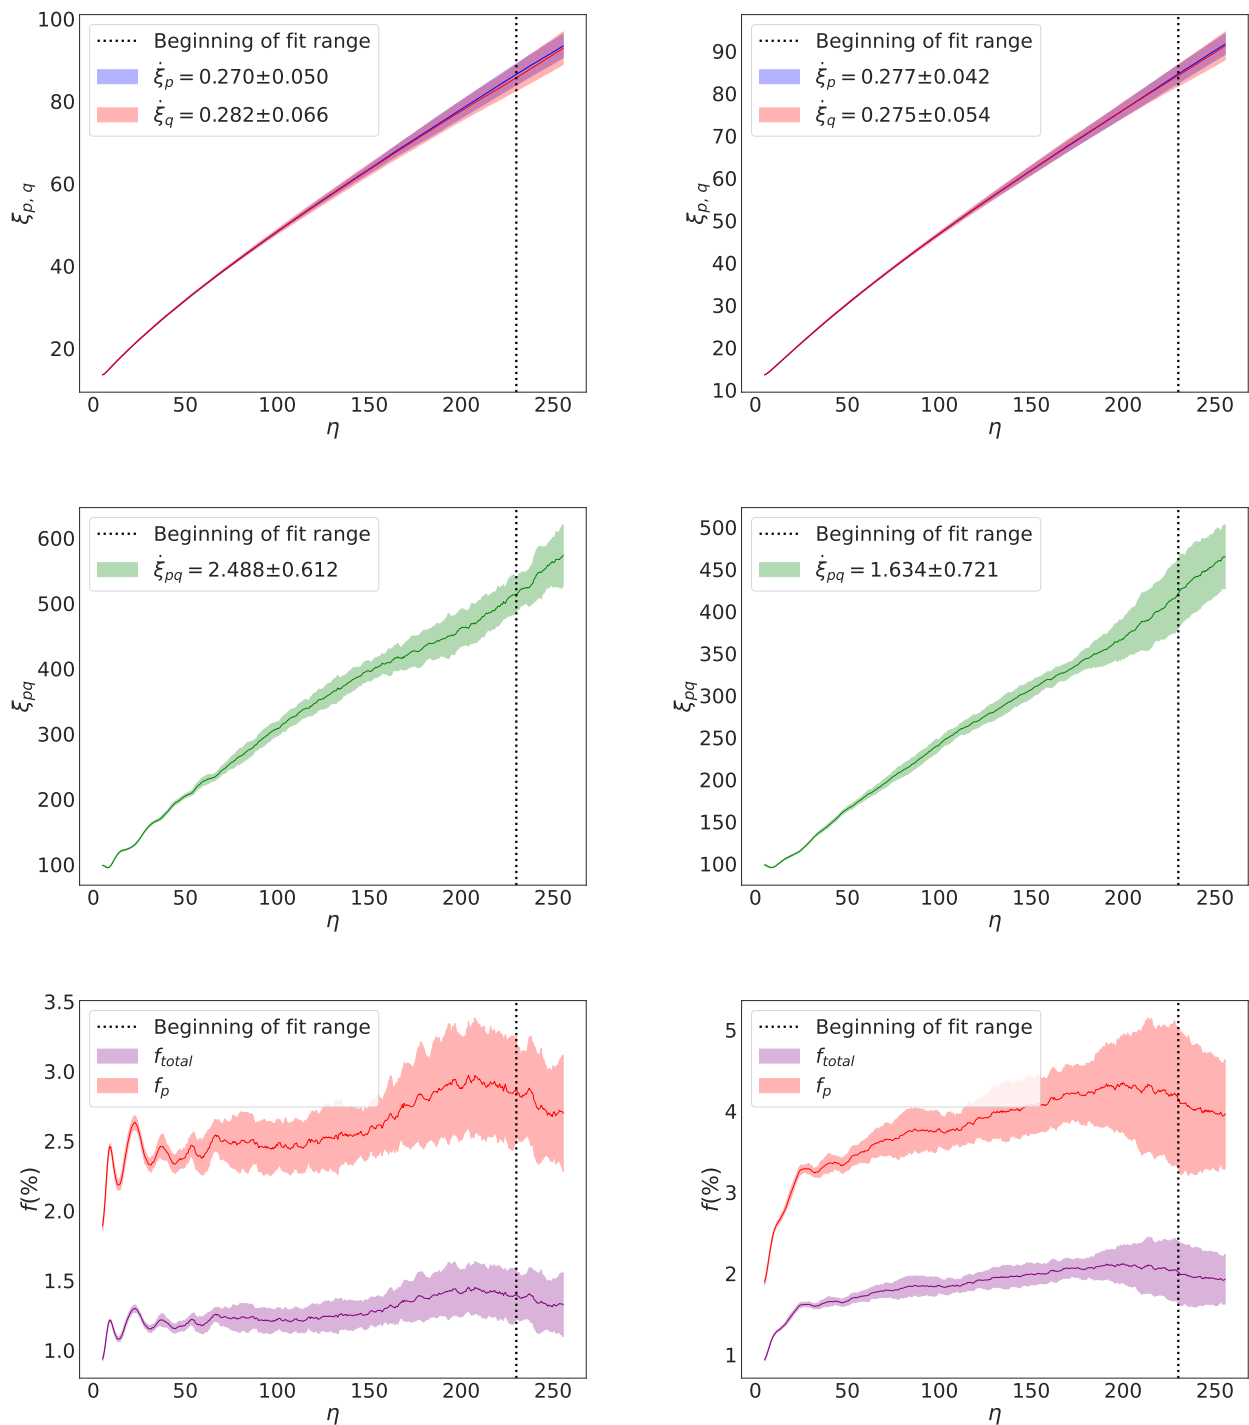 100
80
60
40
20
ξp, q
Beginning of fit range
ξ̇p = 0.270±0.050
ξ̇q = 0.282±0.066
0 50 100 150 200 250
η
90
80
70
60
50
40
30
20
10
ξp, q
Beginning of fit range
ξ̇p = 0.277±0.042
ξ̇q = 0.275±0.054
0 50 100 150 200 250
η
600
500
400
300
200
100
ξpq
Beginning of fit range
ξ̇pq = 2.488±0.612
0 50 100 150 200 250
η
500
450
400
350
300
250
200
150
100
ξpq
Beginning of fit range
ξ̇pq = 1.634±0.721
0 50 100 150 200 250
η
3.5
3.0
2.5
2.0
1.5
1.0
f(%)
Beginning of fit range
ftotal
fp
0 50 100 150 200 250
η
5
4
3
2
1
f(%)
Beginning of fit range
ftotal
fp
0 50 100 150 200 250
η